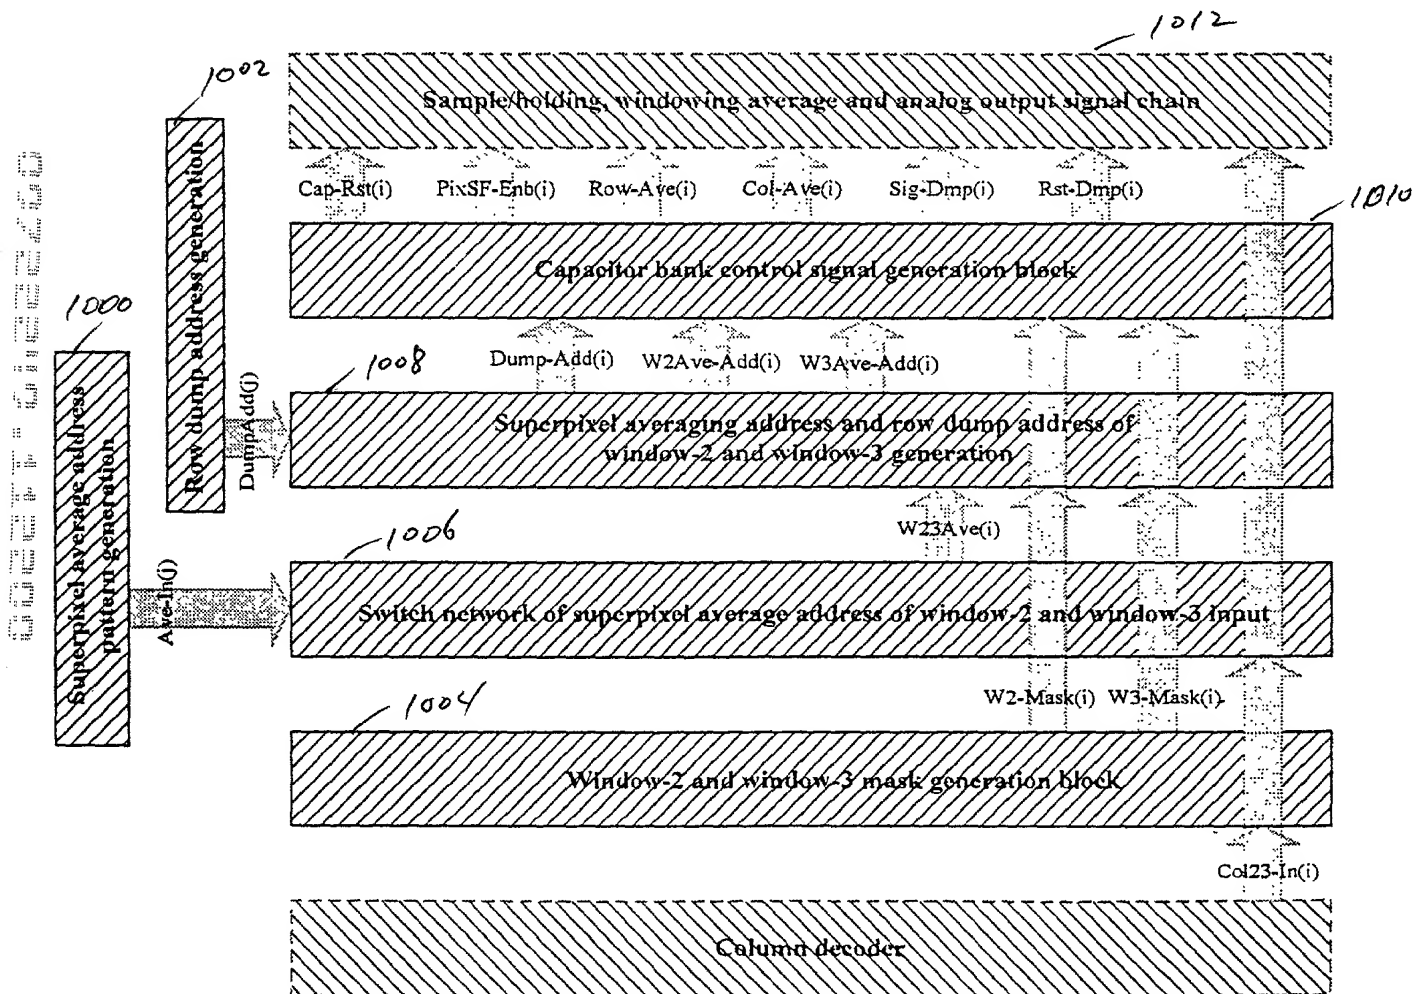 1012
1002
Sample/holding, windowing average and analog output signal chain
Cap-Rst(i) PixSF-Enb(i) Row-Ave(i) Col-Ave(i) Sig-Dmp(i) Rst-Dmp(i)
1010
Row dump address generation
Capacitor bank control signal generation block
1000
Dump-Add(i) W2Ave-Add(i) W3Ave-Add(i)
1008
DumpAdd(j)
Superpixel averaging address and row dump address of
window-2 and window-3 generation
Superpixel average address
pattern generation
W23Ave(i)
1006
Ave-In(j)
Switch network of superpixel average address of window-2 and window-3 input
W2-Mask(i) W3-Mask(i)
1004
Window-2 and window-3 mask generation block
Col23-In(i)
Column decoder